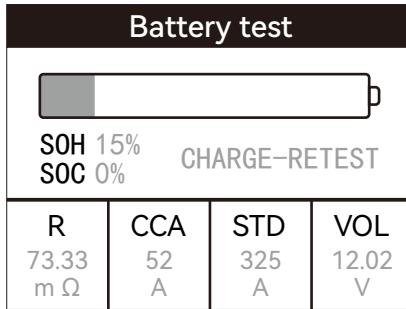 Battery test
SOH 15%
SOC 0%
CHARGE-RETEST
R CCA STD VOL
73.33 52 325 12.02
m Ω A A V